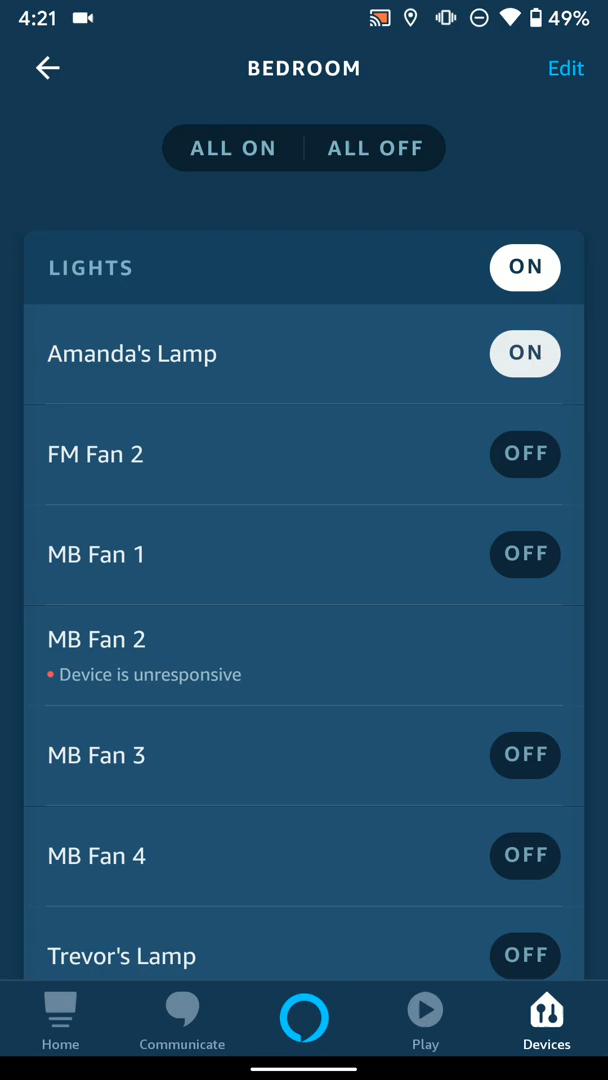 4:21 49%
BEDROOM Edit
ALL ON ALL OFF
LIGHTS ON
Amanda's Lamp ON
FM Fan 2 OFF
MB Fan 1 OFF
MB Fan 2
Device is unresponsive
MB Fan 3 OFF
MB Fan 4 OFF
Trevor's Lamp OFF
Home Communicate Play Devices